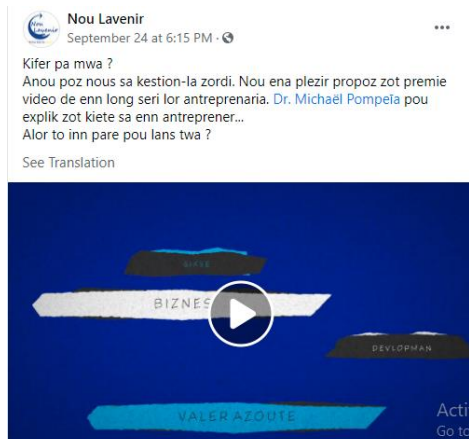 Nou
Lavenir
Nou Lavenir
September 24 at 6:15 PM ·
Kifer pa mwa ?
Anou poz nous sa kestion-la zordi. Nou ena plezir propoz zot premie
video de enn long seri lor antreprenaria. Dr. Michaël Pompeïa pou
explik zot kiete sa enn antreprener...
Alor to inn pare pou lans twa ?
See Translation
BIZNES
DEVLOPMAN
VALER AZOUTE
Acti
Go to